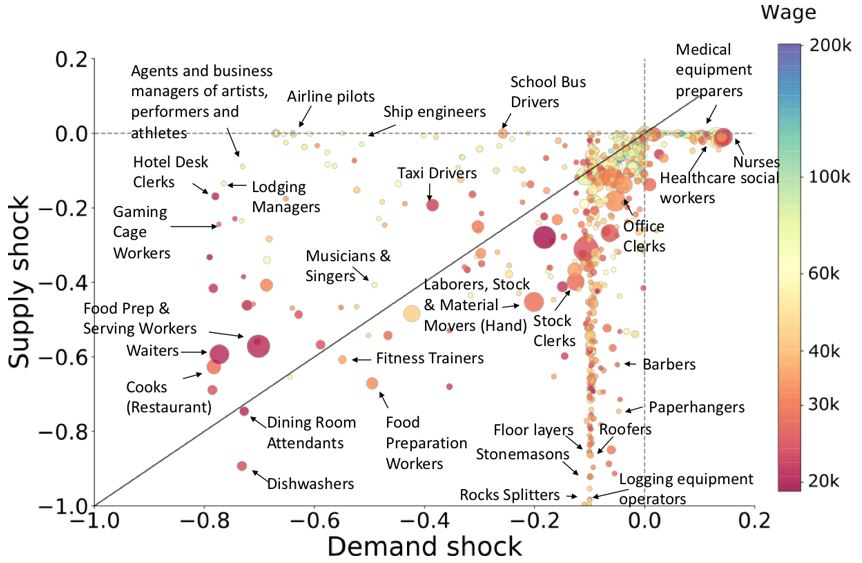 Wage
Medical
equipment
preparers
Agents and business
managers of artists,
performers and
athletes
Airline pilots
Ship engineers
School Bus
Drivers
Nurses
Healthcare social
workers
Hotel Desk
Clerks
Lodging
Managers
Taxi Drivers
Gaming
Cage
Workers
Office
Clerks
Musicians &
Singers
Laborers, Stock
& Material
Movers (Hand)
Stock
Clerks
Food Prep &
Serving Workers
Waiters
Cooks
(Restaurant)
Fitness Trainers
Barbers
Paperhangers
Dining Room
Attendants
Food
Preparation
Workers
Floor layers
Roofers
Stonemasons
Dishwashers
Rocks Splitters
Logging equipment
operators
Supply shock
0.2
0.0
−0.2
−0.4
−0.6
−0.8
−1.0
−1.0
−0.8
−0.6
−0.4
−0.2
0.0
0.2
Demand shock
200k
100k
60k
40k
30k
20k